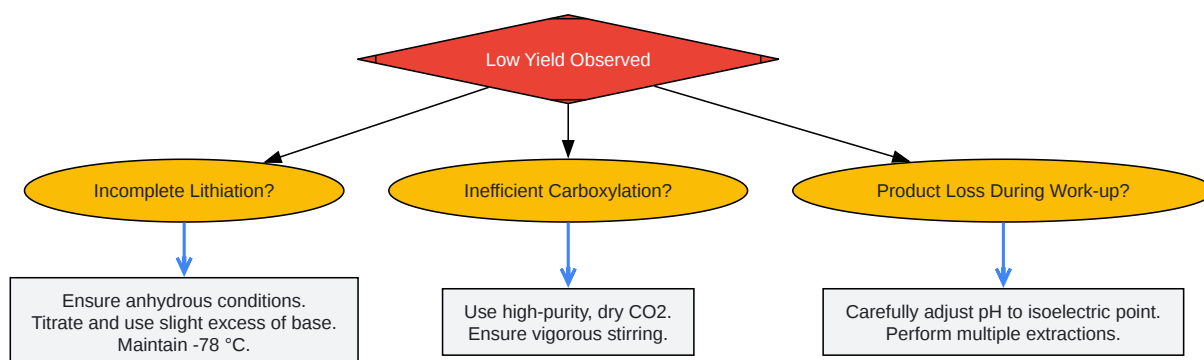 Low Yield Observed
Incomplete Lithiation?
Inefficient Carboxylation?
Product Loss During Work-up?
Ensure anhydrous conditions.
Titrate and use slight excess of base.
Maintain -78 °C.
Use high-purity, dry CO2.
Ensure vigorous stirring.
Carefully adjust pH to isoelectric point.
Perform multiple extractions.